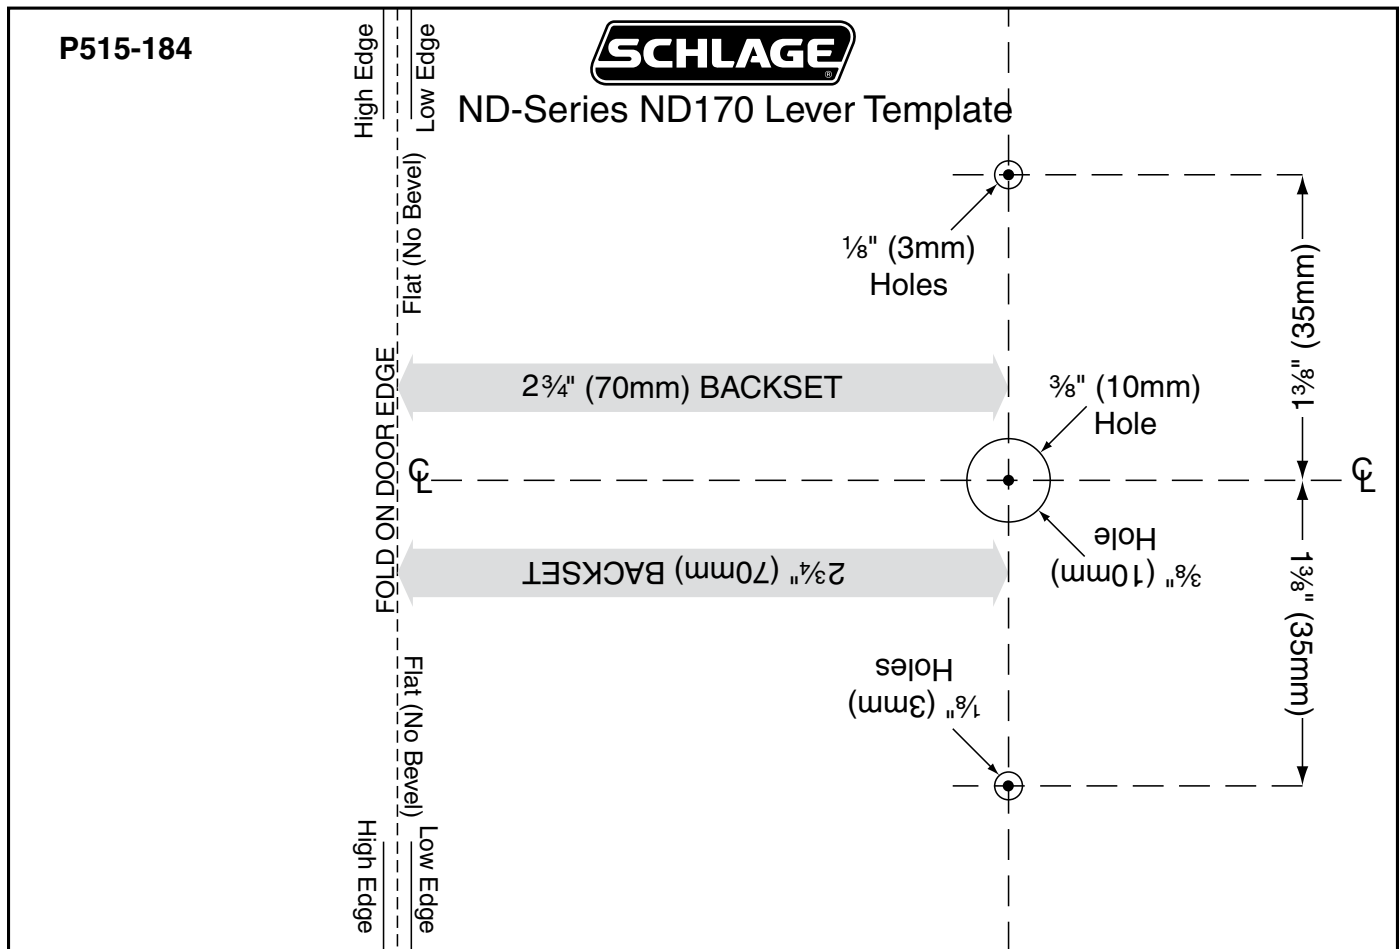 P515-184
High Edge
Low Edge
SCHLAGE
®
ND-Series ND170 Lever Template
Flat (No Bevel)
⅛" (3mm)
Holes
1⅜" (35mm)
2¾" (70mm) BACKSET
⅜" (10mm)
Hole
FOLD ON DOOR EDGE
℄
℄
2¾" (70mm) BACKSET
⅜" (10mm)
Hole
1⅜" (35mm)
Flat (No Bevel)
⅛" (3mm)
Holes
High Edge
Low Edge